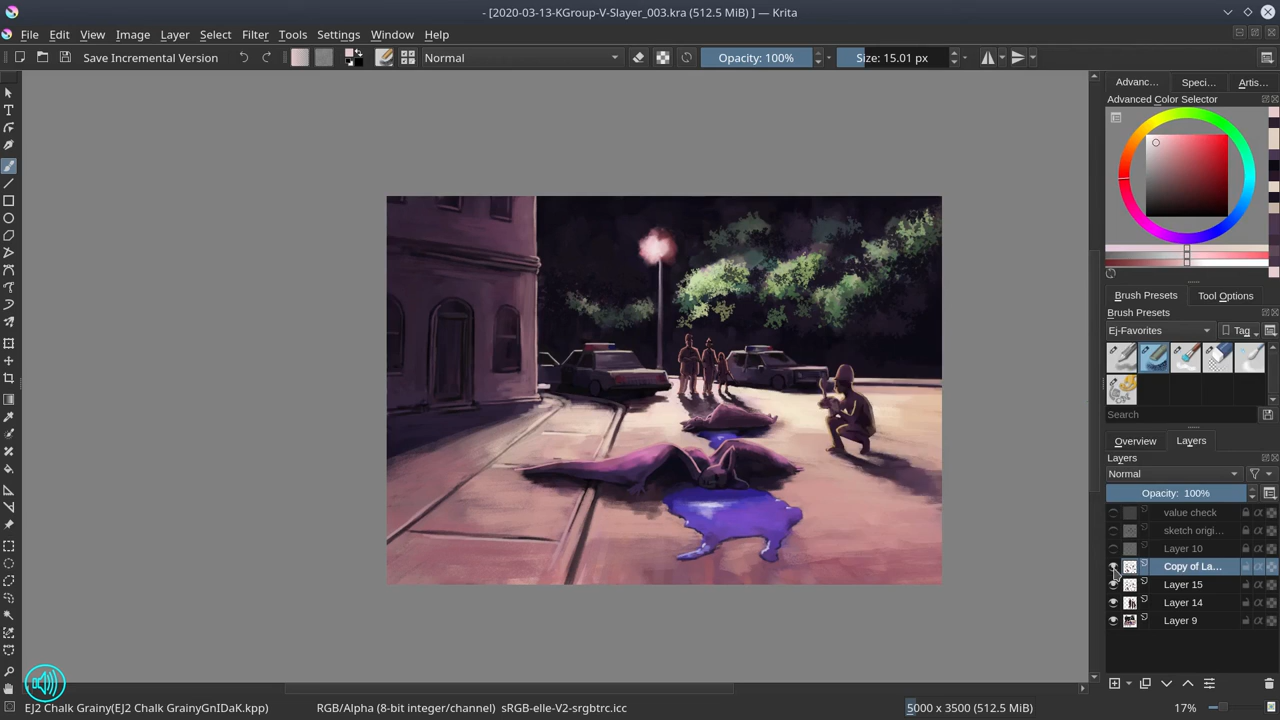 - [2020-03-13-KGroup-V-Slayer_003.kra (512.5 MiB) ] — Krita
File Edit View Image Layer Select Filter Tools Settings Window Help
Save Incremental Version Normal Opacity: 100% Size: 15.01 px
Advanc... Speci... Artis...
Advanced Color Selector
Brush Presets Tool Options
Brush Presets
Ej-Favorites Tag
Search
Overview Layers
Layers
Normal
Opacity: 100%
value check
sketch origi...
Layer 10
Copy of La...
Layer 15
Layer 14
Layer 9
EJ2 Chalk Grainy(EJ2 Chalk GrainyGnIDaK.kpp) RGB/Alpha (8-bit integer/channel) sRGB-elle-V2-srgbtrc.icc 5000 x 3500 (512.5 MiB) 17%